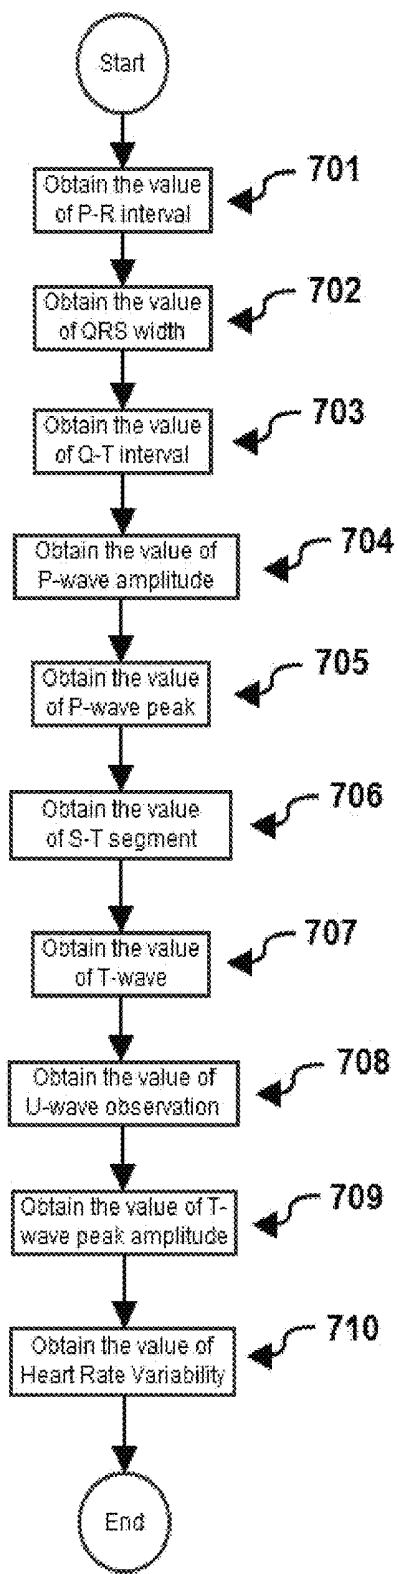 Start
Obtain the value
of P-R interval
701
Obtain the value
of QRS width
702
Obtain the value
of Q-T interval
703
Obtain the value of
P-wave amplitude
704
Obtain the value
of P-wave peak
705
Obtain the value
of S-T segment
706
Obtain the value
of T-wave
707
Obtain the value of
U-wave observation
708
Obtain the value of T-
wave peak amplitude
709
Obtain the value of
Heart Rate Variability
710
End